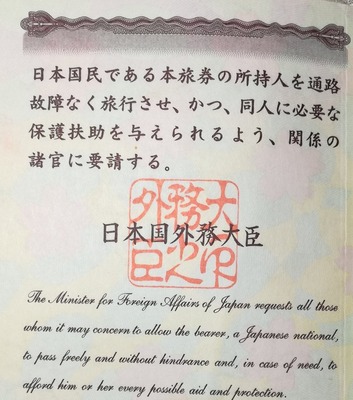 日本国民である本旅券の所持人を通路
故障なく旅行させ、かつ、同人に必要な
保護扶助を与えられるよう、関係の
諸官に要請する。
日本国外務大臣
The Minister for Foreign Affairs of Japan requests all those
whom it may concern to allow the bearer, a Japanese national,
to pass freely and without hindrance and, in case of need, to
afford him or her every possible aid and protection.